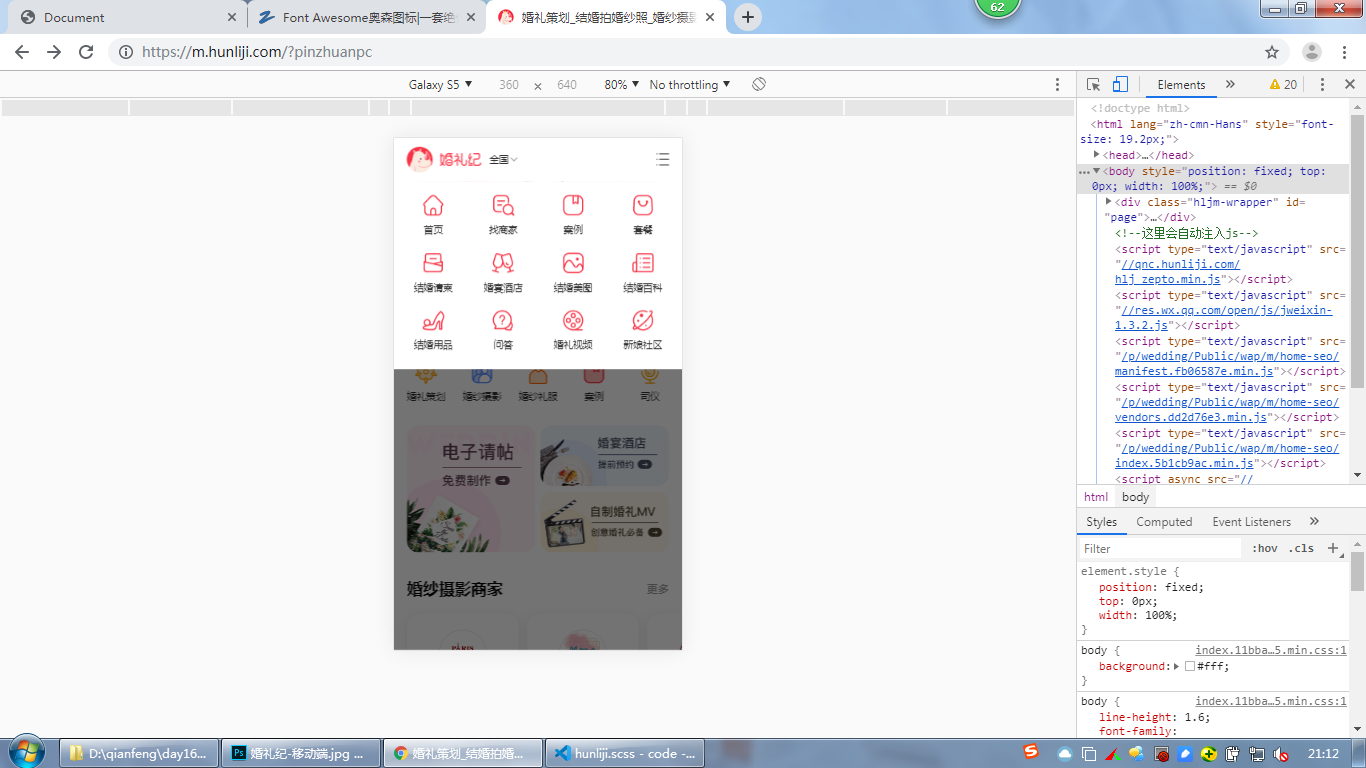 62
Document
Font Awesome奥森图标|一套绝
婚礼策划_结婚拍婚纱照_婚纱摄影
https://m.hunliji.com/?pinzhuanpc
Galaxy S5 ▼ 360 × 640 80% ▼ No throttling ▼
Elements » 20
婚礼纪 全国
首页 找商家 案例 套餐
结婚请柬 婚宴酒店 结婚美图 结婚百科
结婚用品 问答 婚礼视频 新娘社区
婚礼策划 婚纱摄影 婚纱礼服 案例 司仪
电子请帖
免费制作
婚宴酒店
提前预约
自制婚礼MV
创意婚礼必备
婚纱摄影商家 更多
PARIS
<!doctype html>
<html lang="zh-cmn-Hans" style="font-
size: 19.2px;">
<head>…</head>
<body style="position: fixed; top:
0px; width: 100%;"> == $0
<div class="hljm-wrapper" id=
"page">…</div>
<!--这里会自动注入js-->
<script type="text/javascript" src=
"//qnc.hunliji.com/
hlj_zepto.min.js"></script>
<script type="text/javascript" src=
"//res.wx.qq.com/open/js/jweixin-
1.3.2.js"></script>
<script type="text/javascript" src=
"/p/wedding/Public/wap/m/home-seo/
manifest.fb06587e.min.js"></script>
<script type="text/javascript" src=
"/p/wedding/Public/wap/m/home-seo/
vendors.dd2d76e3.min.js"></script>
<script type="text/javascript" src=
"/p/wedding/Public/wap/m/home-seo/
index.5b1cb9ac.min.js"></script>
<script async src="//
html body
Styles Computed Event Listeners »
Filter :hov .cls +
element.style {
position: fixed;
top: 0px;
width: 100%;
}
body { index.11bba…5.min.css:1
background: #fff;
}
body { index.11bba…5.min.css:1
line-height: 1.6;
font-family:
D:\qianfeng\day16... 婚礼纪-移动端.jpg ... 婚礼策划_结婚拍婚... hunliji.scss - code -... 21:12